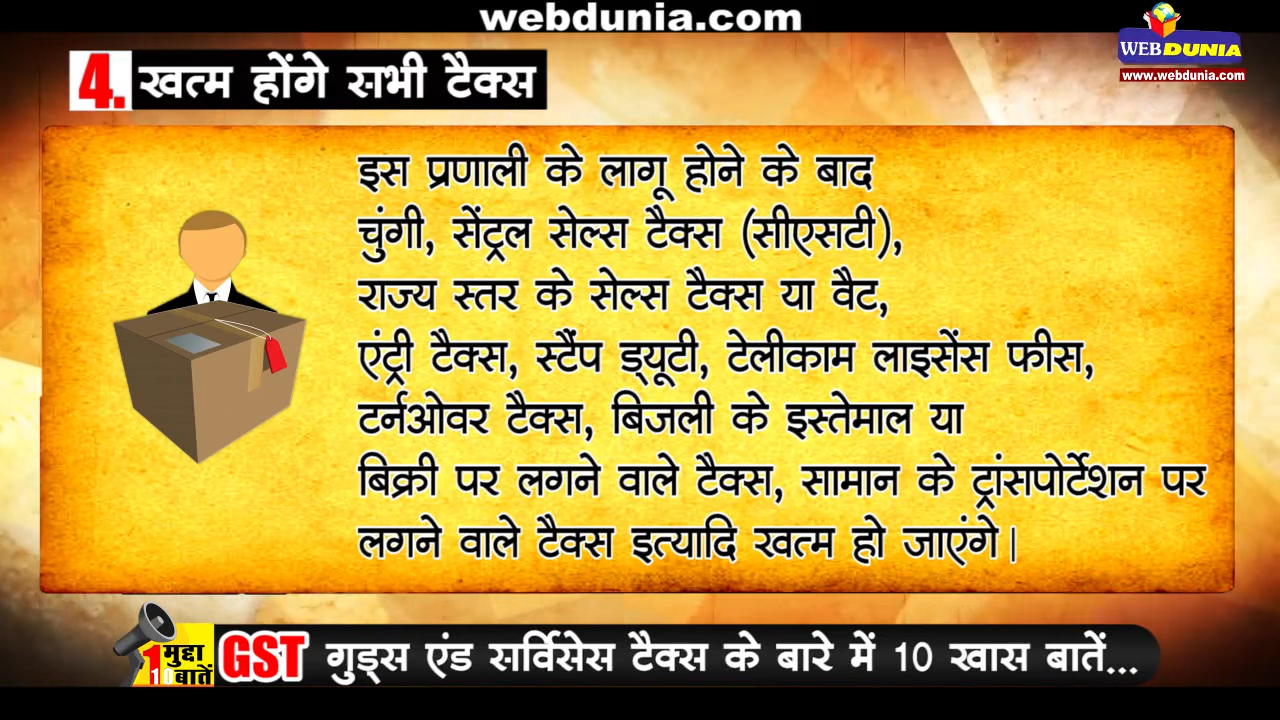 webdunia.com
WEBDUNIA
www.webdunia.com
4. खत्म होंगे सभी टैक्स
इस प्रणाली के लागू होने के बाद
चुंगी, सेंट्रल सेल्स टैक्स (सीएसटी),
राज्य स्तर के सेल्स टैक्स या वैट,
एंट्री टैक्स, स्टैंप ड्यूटी, टेलीकाम लाइसेंस फीस,
टर्नओवर टैक्स, बिजली के इस्तेमाल या
बिक्री पर लगने वाले टैक्स, सामान के ट्रांसपोर्टेशन पर
लगने वाले टैक्स इत्यादि खत्म हो जाएंगे।
1 मुद्दा
10 बातें
GST गुड्स एंड सर्विसेस टैक्स के बारे में 10 खास बातें...